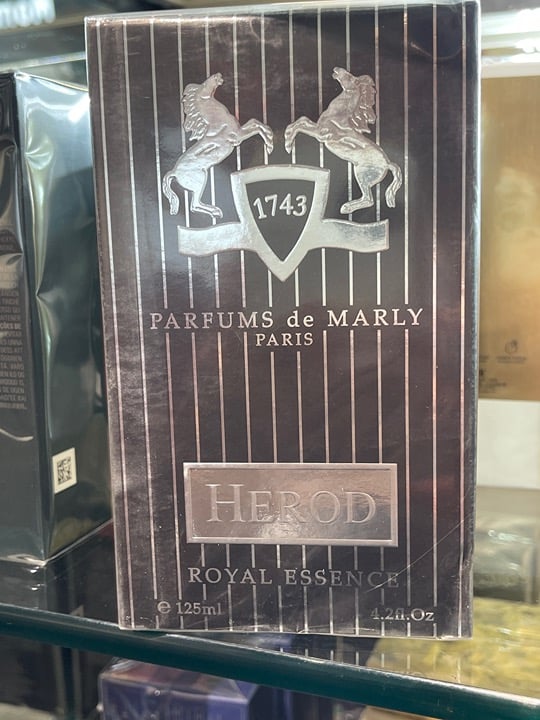 1743
PARFUMS de MARLY
PARIS
HEROD
ROYAL ESSENCE
℮ 125ml 4.2fl.Oz